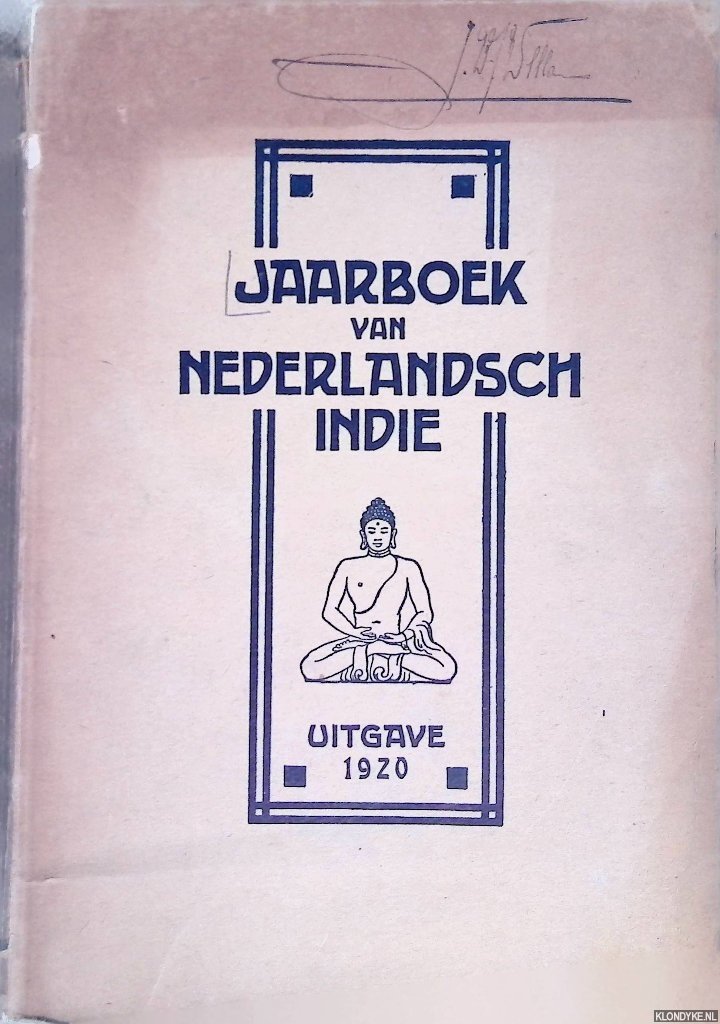 JAARBOEK
VAN
NEDERLANDSCH
INDIE
UITGAVE
1920
KLONDYKE.NL